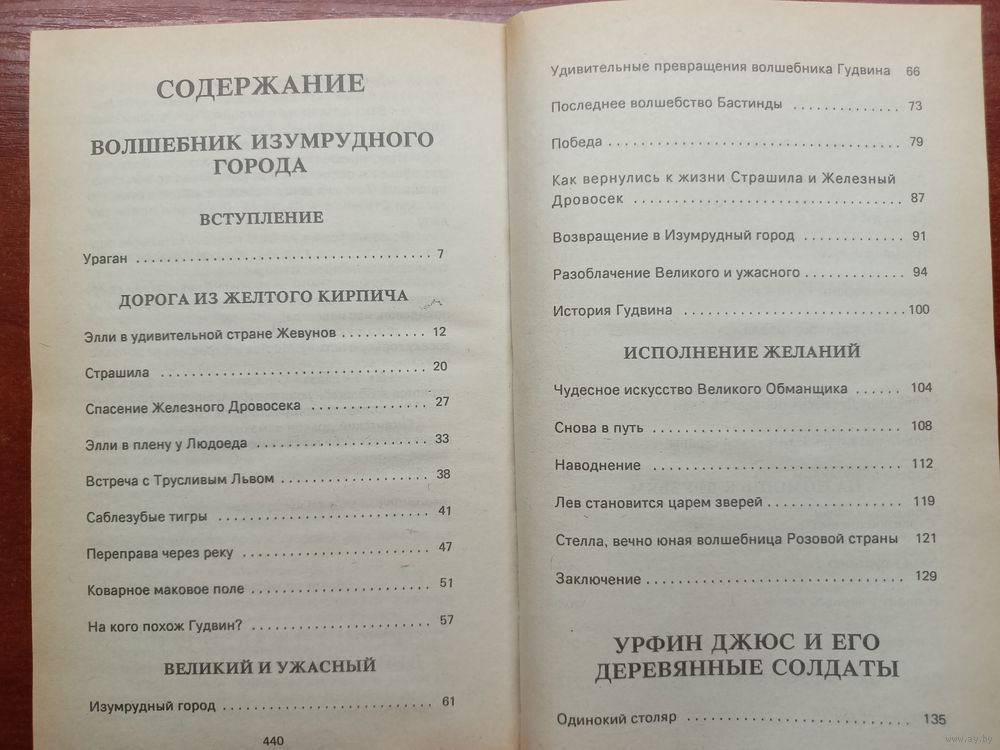 СОДЕРЖАНИЕ
ВОЛШЕБНИК ИЗУМРУДНОГО
ГОРОДА
ВСТУПЛЕНИЕ
Ураган . . . . . . . . . . . . . . . . . . . . . . . . . . . . . . . . . . . . . . . 7
ДОРОГА ИЗ ЖЕЛТОГО КИРПИЧА
Элли в удивительной стране Жевунов . . . . . . . . . . . 12
Страшила . . . . . . . . . . . . . . . . . . . . . . . . . . . . . . . . . . . 20
Спасение Железного Дровосека . . . . . . . . . . . . . . . . 27
Элли в плену у Людоеда . . . . . . . . . . . . . . . . . . . . . . . 33
Встреча с Трусливым Львом . . . . . . . . . . . . . . . . . . . . 38
Саблезубые тигры . . . . . . . . . . . . . . . . . . . . . . . . . . . . 41
Переправа через реку . . . . . . . . . . . . . . . . . . . . . . . . . 47
Коварное маковое поле . . . . . . . . . . . . . . . . . . . . . . . . 51
На кого похож Гудвин? . . . . . . . . . . . . . . . . . . . . . . . . 57
ВЕЛИКИЙ И УЖАСНЫЙ
Изумрудный город . . . . . . . . . . . . . . . . . . . . . . . . . . . . 61
440
Удивительные превращения волшебника Гудвина 66
Последнее волшебство Бастинды . . . . . . . . . . . . . . 73
Победа . . . . . . . . . . . . . . . . . . . . . . . . . . . . . . . . . . . . . . 79
Как вернулись к жизни Страшила и Железный
Дровосек . . . . . . . . . . . . . . . . . . . . . . . . . . . . . . . . . . . 87
Возвращение в Изумрудный город . . . . . . . . . . . . . 91
Разоблачение Великого и ужасного . . . . . . . . . . . . . 94
История Гудвина . . . . . . . . . . . . . . . . . . . . . . . . . . . . . 100
ИСПОЛНЕНИЕ ЖЕЛАНИЙ
Чудесное искусство Великого Обманщика . . . . . . 104
Снова в путь . . . . . . . . . . . . . . . . . . . . . . . . . . . . . . . . . 108
Наводнение . . . . . . . . . . . . . . . . . . . . . . . . . . . . . . . . . 112
Лев становится царем зверей . . . . . . . . . . . . . . . . . . 119
Стелла, вечно юная волшебница Розовой страны 121
Заключение . . . . . . . . . . . . . . . . . . . . . . . . . . . . . . . . . . 129
УРФИН ДЖЮС И ЕГО
ДЕРЕВЯННЫЕ СОЛДАТЫ
Одинокий столяр . . . . . . . . . . . . . . . . . . . . . . . . . . . . . 135
www.ay.by